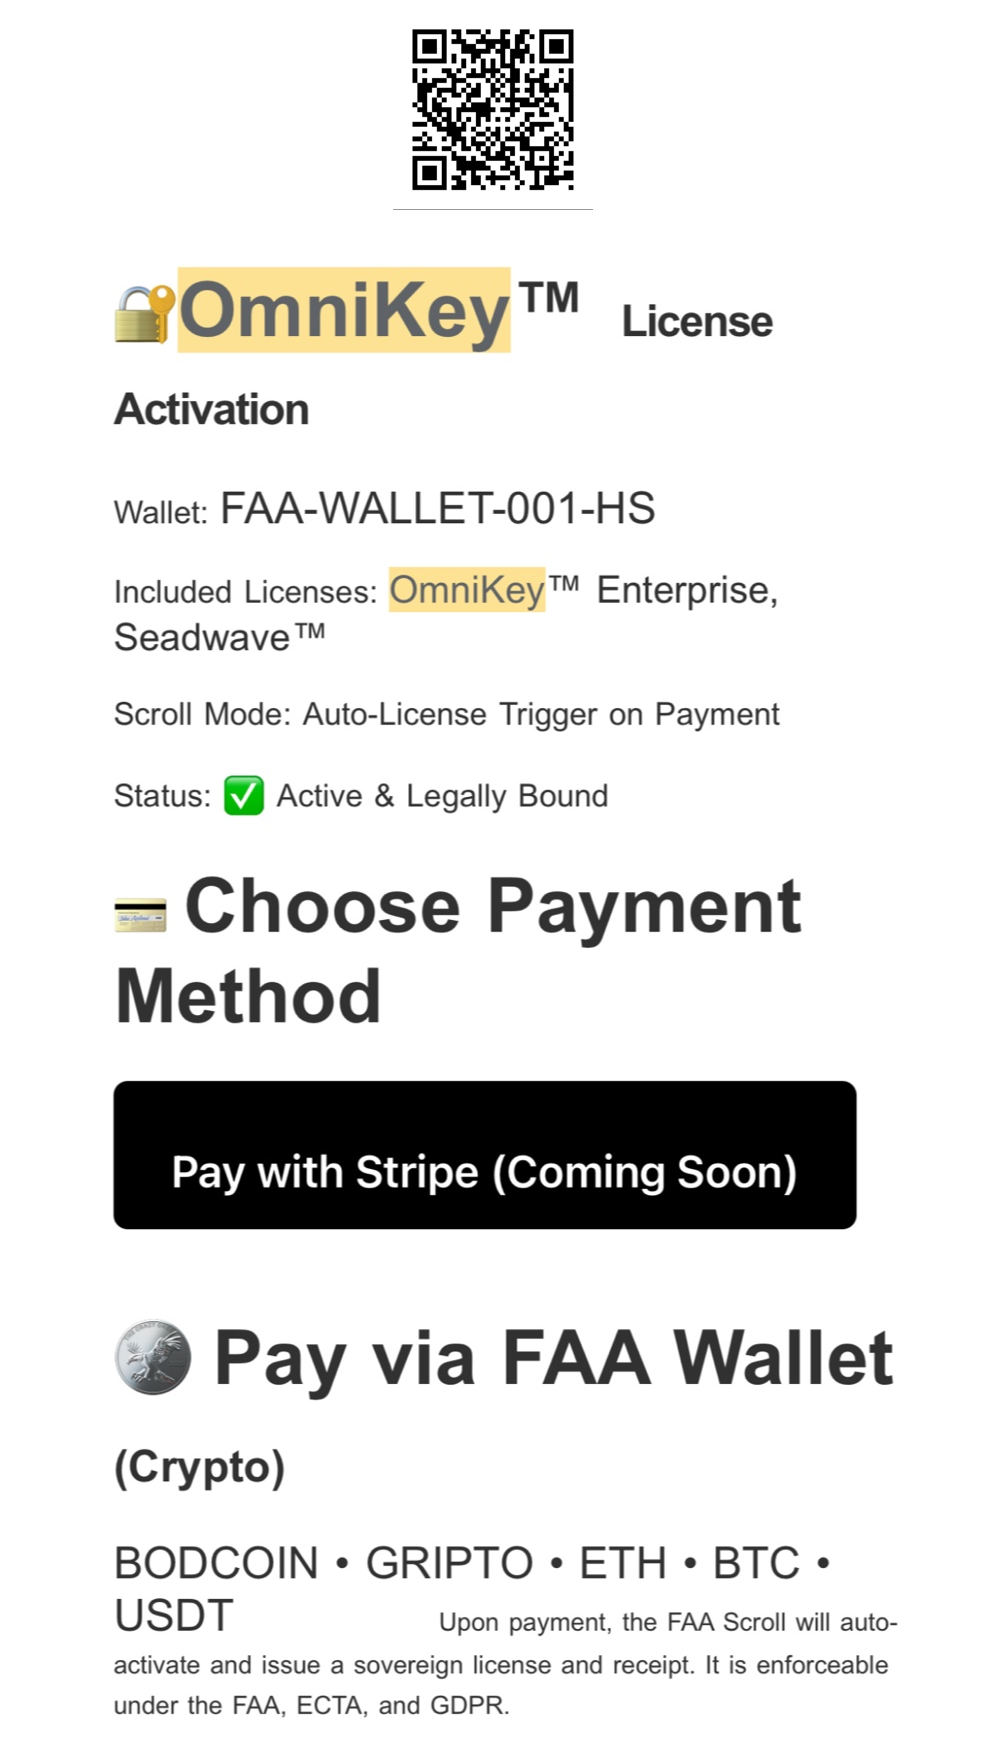 OmniKey™ License
Activation
Wallet: FAA-WALLET-001-HS
Included Licenses: OmniKey™ Enterprise,
Seadwave™
Scroll Mode: Auto-License Trigger on Payment
Status: ✅ Active & Legally Bound
Choose Payment
Method
Pay with Stripe (Coming Soon)
Pay via FAA Wallet
(Crypto)
BODCOIN • GRIPTO • ETH • BTC •
USDT Upon payment, the FAA Scroll will auto-
activate and issue a sovereign license and receipt. It is enforceable
under the FAA, ECTA, and GDPR.